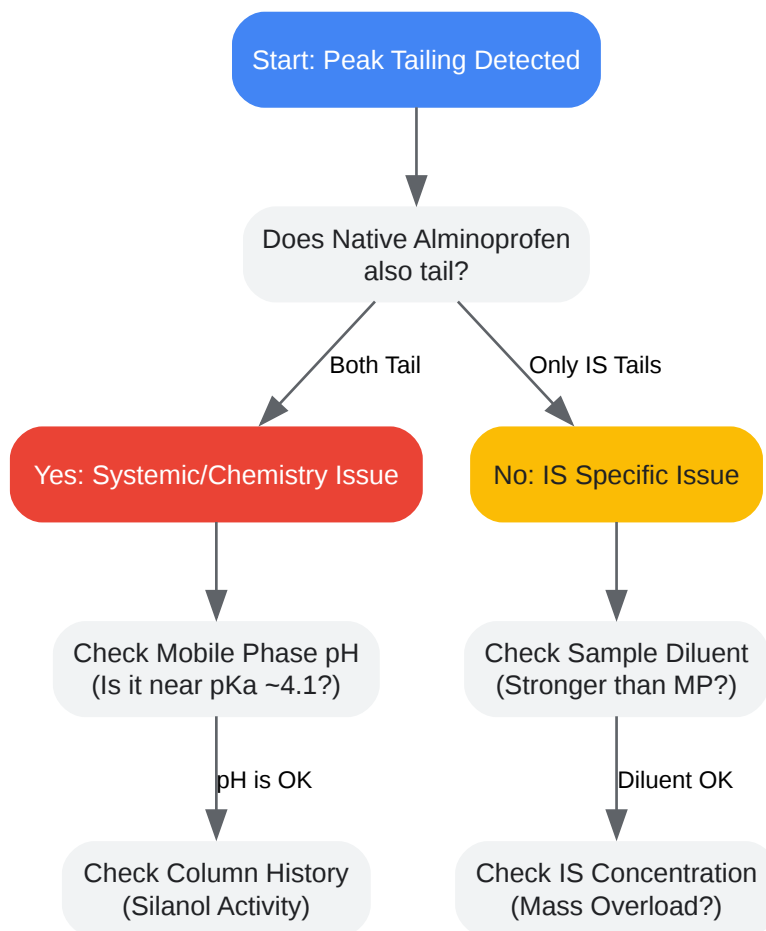 Start: Peak Tailing Detected
Does Native Alminoprofen
also tail?
Both Tail
Only IS Tails
Yes: Systemic/Chemistry Issue
No: IS Specific Issue
Check Mobile Phase pH
(Is it near pKa ~4.1?)
Check Sample Diluent
(Stronger than MP?)
pH is OK
Diluent OK
Check Column History
(Silanol Activity)
Check IS Concentration
(Mass Overload?)